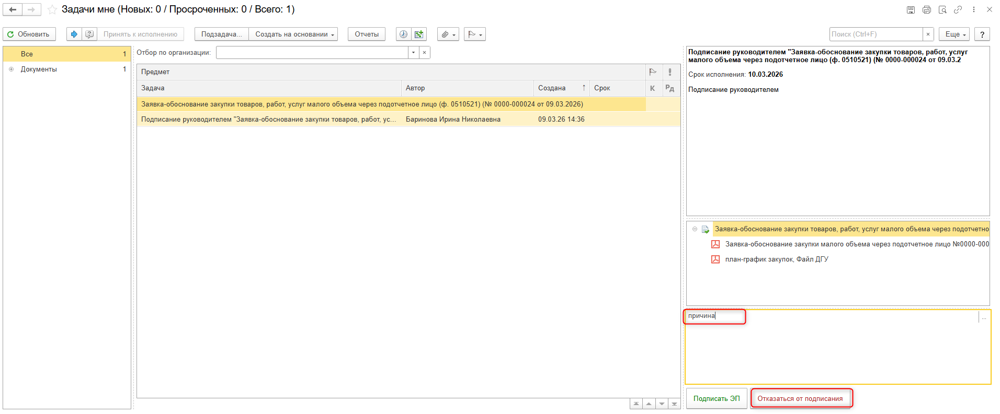 Задачи мне (Новых: 0 / Просроченных: 0 / Всего: 1)
Обновить
Принять к исполнению
Подзадача...
Создать на основании
Отчеты
Поиск (Ctrl+F)
×
Еще
?
Все 1
Документы 1
Отбор по организации:
×
Предмет
Задача Автор Создана ↑ Срок К РД
Заявка-обоснование закупки товаров, работ, услуг малого объема через подотчетное лицо (ф. 0510521) (№ 0000-000024 от 09.03.2026)
Подписание руководителем "Заявка-обоснование закупки товаров, работ, ус... Баринова Ирина Николаевна 09.03.26 14:36
Подписание руководителем "Заявка-обоснование закупки товаров, работ, услуг
малого объема через подотчетное лицо (ф. 0510521) (№ 0000-000024 от 09.03.2
Срок исполнения: 10.03.2026
Подписание руководителем
Заявка-обоснование закупки товаров, работ, услуг малого объема через подотчетно
Заявка-обоснование закупки малого объема через подотчетное лицо №0000-000
план-график закупок, Файл ДГУ
причина
...
Подписать ЭП
Отказаться от подписания